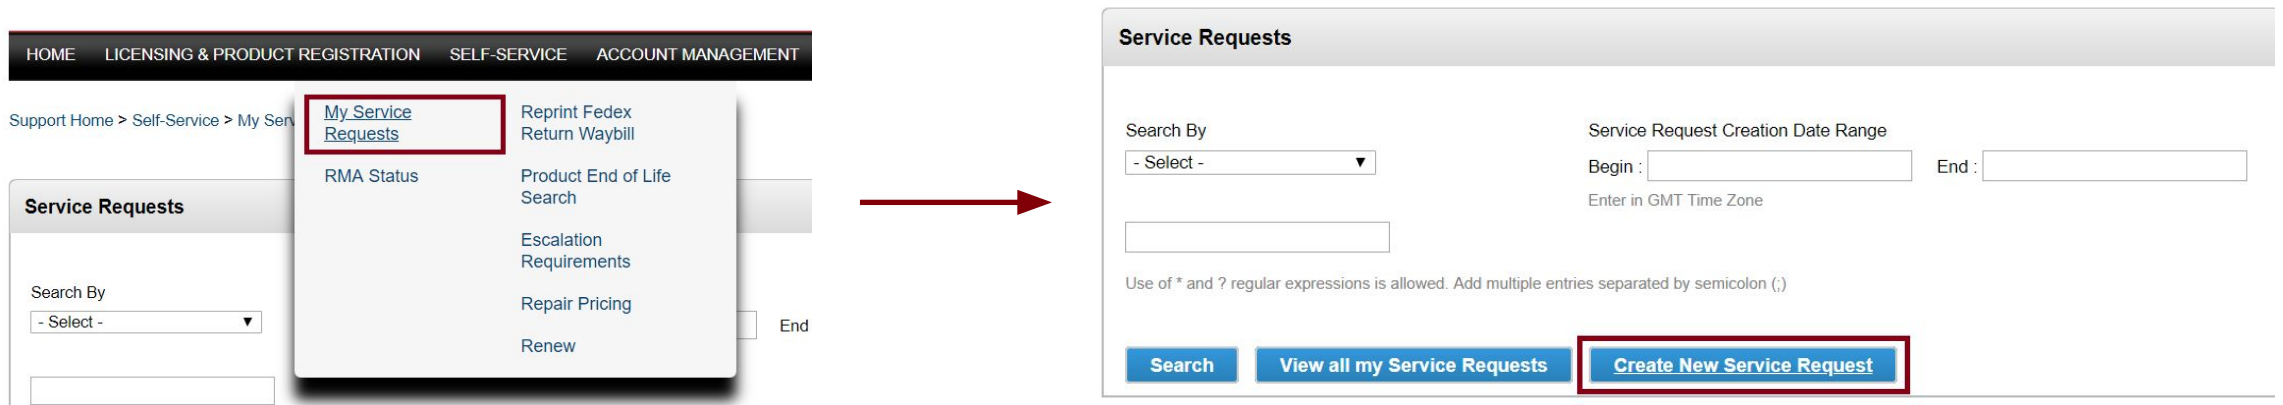 HOME LICENSING & PRODUCT REGISTRATION SELF-SERVICE ACCOUNT MANAGEMENT
Support Home > Self-Service > My Serv
My Service
Requests
RMA Status
Reprint Fedex
Return Waybill
Product End of Life
Search
Escalation
Requirements
Repair Pricing
Renew
Service Requests
Search By
- Select -
End
Service Requests
Search By
- Select -
Service Request Creation Date Range
Begin : End :
Enter in GMT Time Zone
Use of * and ? regular expressions is allowed. Add multiple entries separated by semicolon (;)
Search View all my Service Requests Create New Service Request